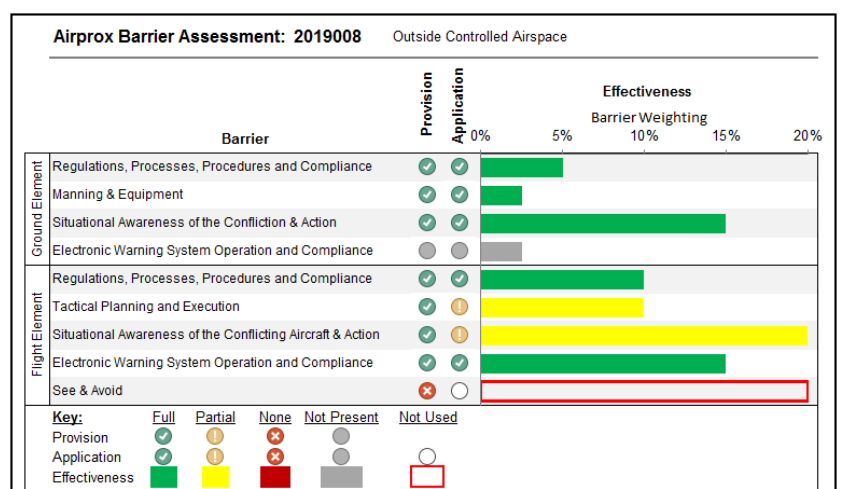 Airprox Barrier Assessment: 2019008 Outside Controlled Airspace
Barrier
Provision
Application
Effectiveness
Barrier Weighting
0% 5% 10% 15% 20%
Ground Element
Regulations, Processes, Procedures and Compliance
Manning & Equipment
Situational Awareness of the Confliction & Action
Electronic Warning System Operation and Compliance
Flight Element
Regulations, Processes, Procedures and Compliance
Tactical Planning and Execution
Situational Awareness of the Conflicting Aircraft & Action
Electronic Warning System Operation and Compliance
See & Avoid
Key: Full Partial None Not Present Not Used
Provision
Application
Effectiveness